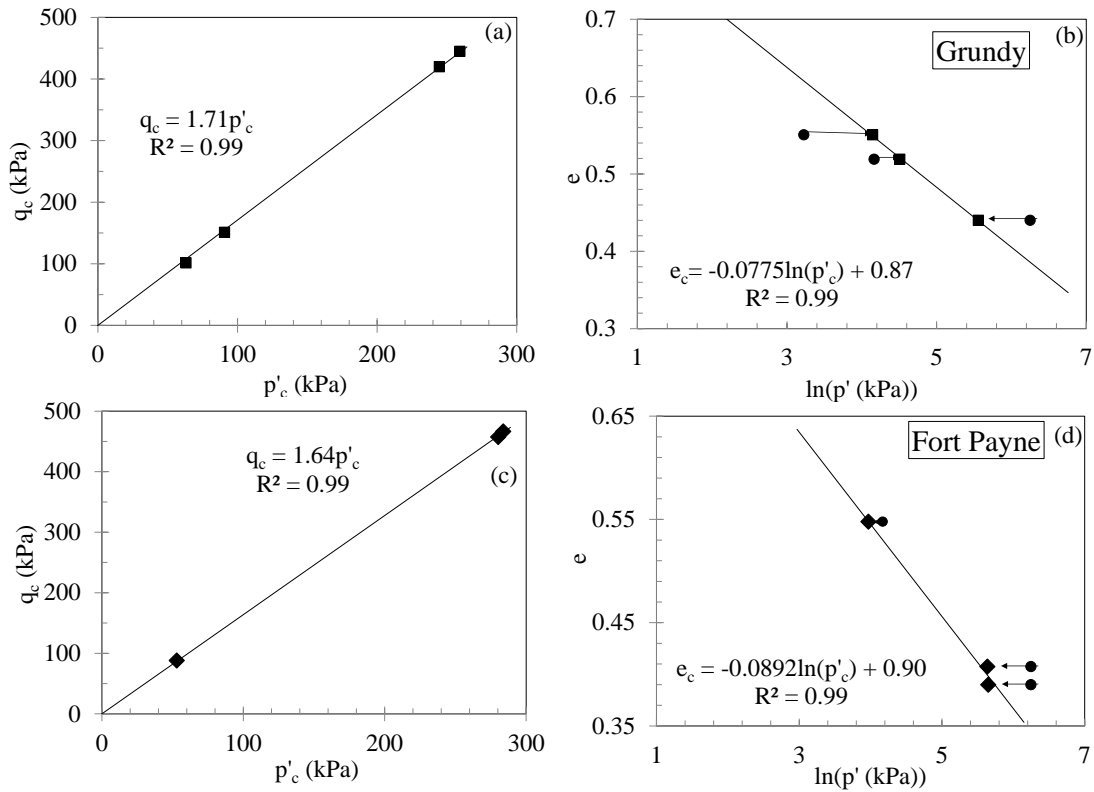 500
400
300
200
100
0
q_c (kPa)
(a)
q_c = 1.71p'_c
R² = 0.99
0 100 200 300
p'_c (kPa)
0.7
0.6
0.5
0.4
0.3
e
(b)
Grundy
e_c= -0.0775ln(p'_c) + 0.87
R² = 0.99
1 3 5 7
ln(p' (kPa))
500
400
300
200
100
0
q_c (kPa)
q_c = 1.64p'_c
R² = 0.99
(c)
0 100 200 300
p'_c (kPa)
0.65
0.55
0.45
0.35
e
Fort Payne
(d)
e_c = -0.0892ln(p'_c) + 0.90
R² = 0.99
1 3 5 7
ln(p' (kPa))